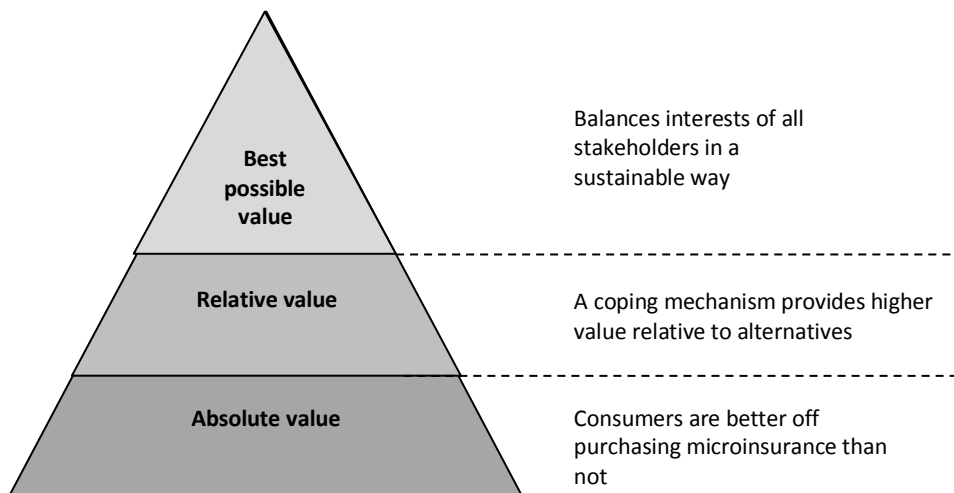 Best
possible
value
Balances interests of all
stakeholders in a
sustainable way
Relative value
A coping mechanism provides higher
value relative to alternatives
Absolute value
Consumers are better off
purchasing microinsurance than
not